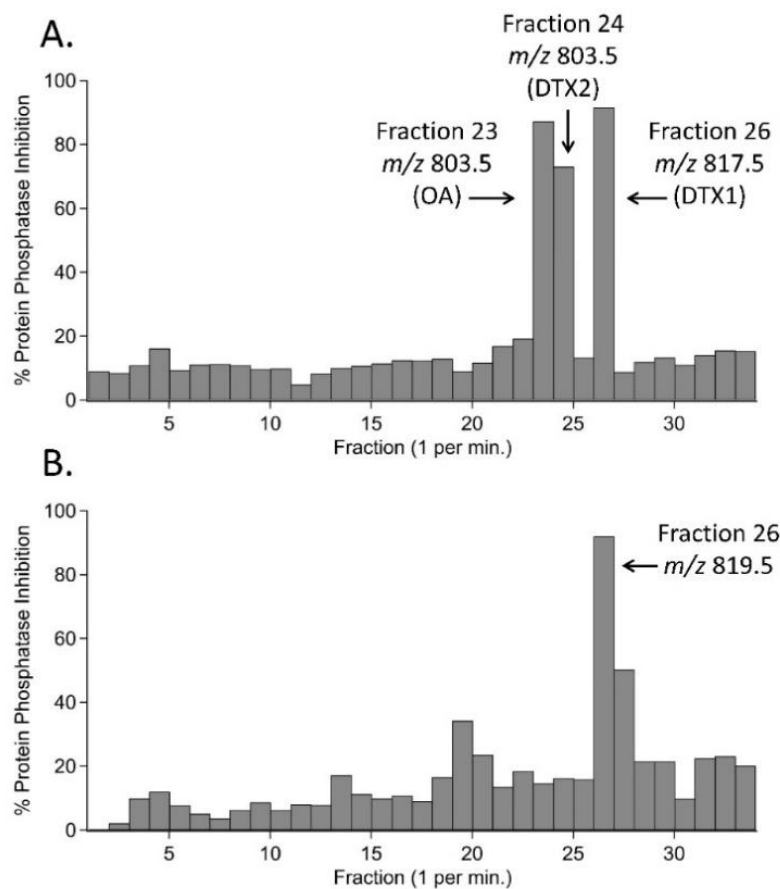 A.
Fraction 24
m/z 803.5
(DTX2)
Fraction 23
m/z 803.5
(OA)
Fraction 26
m/z 817.5
(DTX1)
% Protein Phosphatase Inhibition
100
80
60
40
20
0
5 10 15 20 25 30
Fraction (1 per min.)
B.
Fraction 26
m/z 819.5
% Protein Phosphatase Inhibition
100
80
60
40
20
0
5 10 15 20 25 30
Fraction (1 per min.)